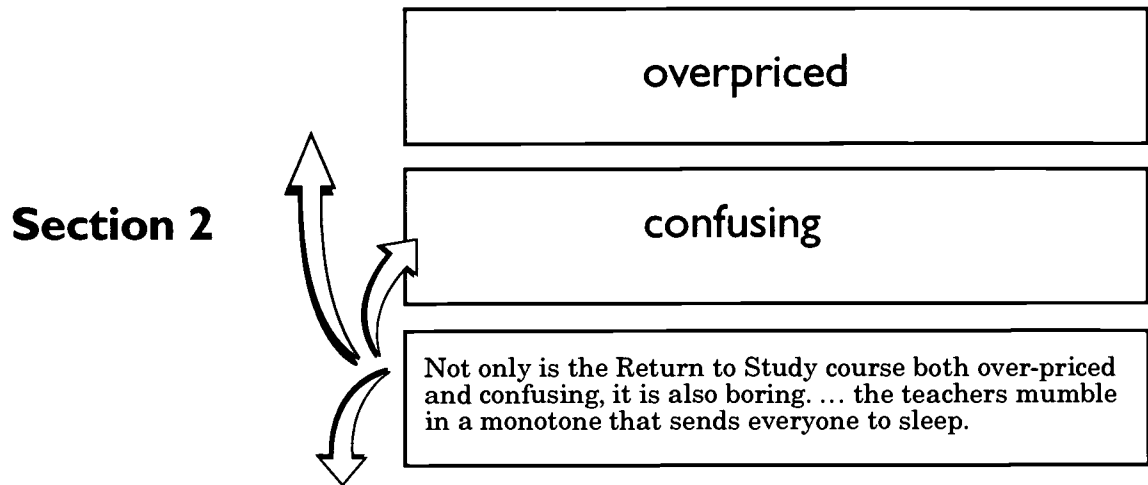 overpriced
Section 2
confusing
Not only is the Return to Study course both over-priced
and confusing, it is also boring. ... the teachers mumble
in a monotone that sends everyone to sleep.